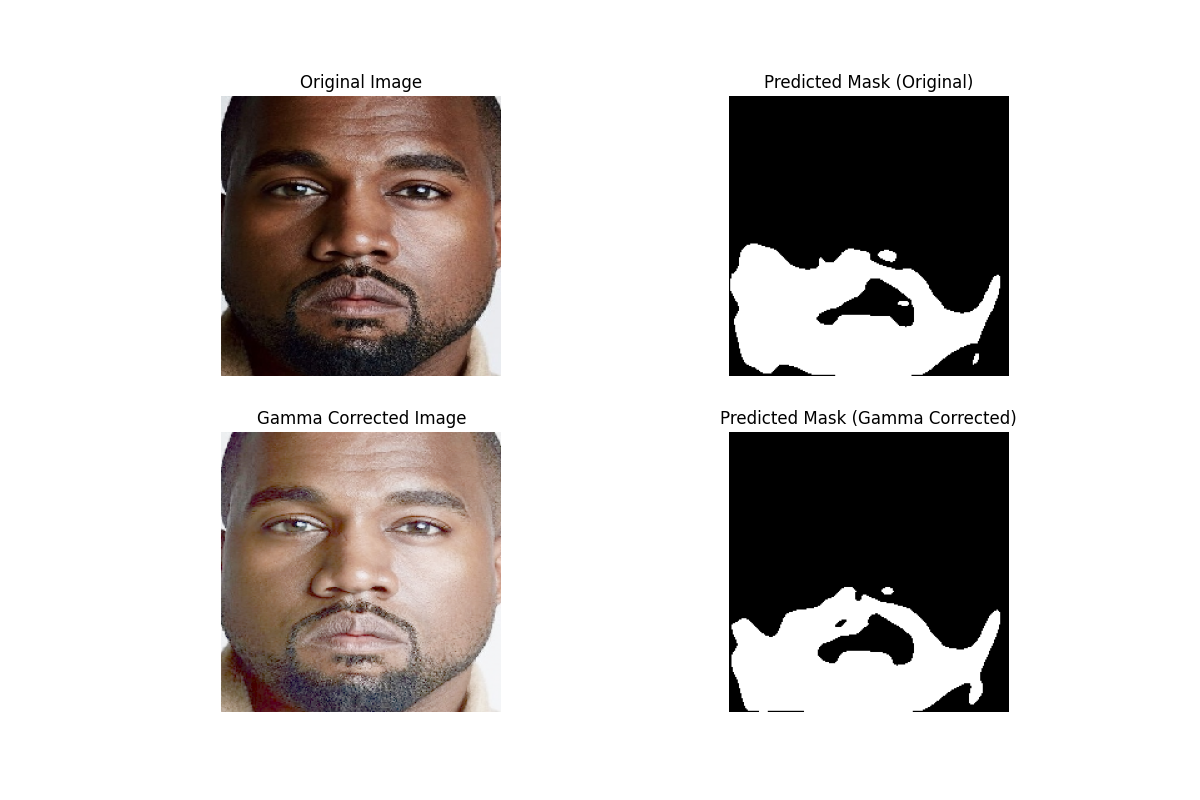 Original Image
Predicted Mask (Original)
Gamma Corrected Image
Predicted Mask (Gamma Corrected)